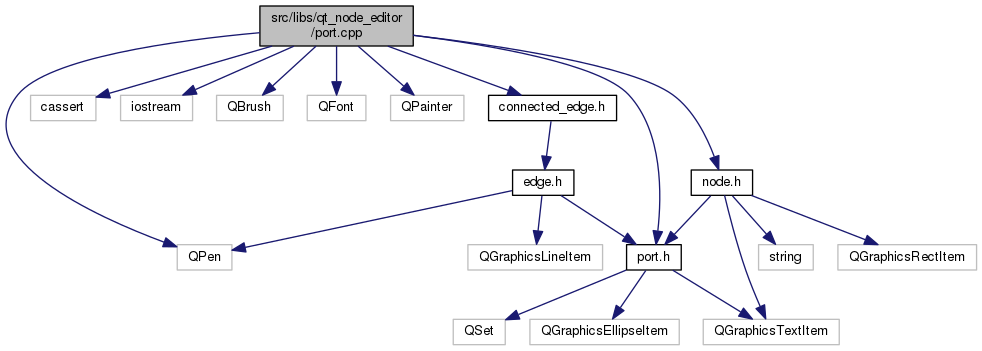 src/libs/qt_node_editor
/port.cpp
cassert
iostream
QBrush
QFont
QPainter
connected_edge.h
edge.h
node.h
QPen
QGraphicsLineItem
port.h
string
QGraphicsRectItem
QSet
QGraphicsEllipseItem
QGraphicsTextItem